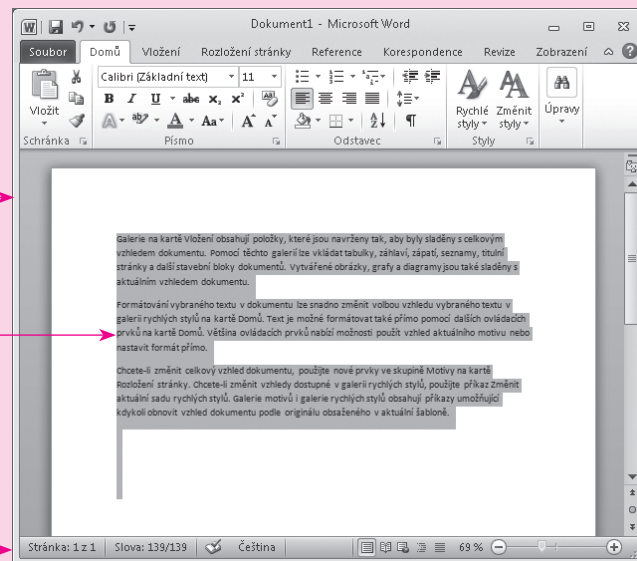 Dokument1 - Microsoft Word
Soubor Domů Vložení Rozložení stránky Reference Korespondence Revize Zobrazení
Calibri (Základní text) 11
Vložit
B I U abc X₂ X²
A ab A Aa A A
Rychlé styly
Změnit styly
Úpravy
Schránka Písmo Odstavec Styly
Galerie na kartě Vložení obsahují položky, které jsou navrženy tak, aby byly sladěny s celkovým
vzhledem dokumentu. Pomocí těchto galerií lze vkládat tabulky, záhlaví, zápatí, seznamy, titulní
stránky a další stavební bloky dokumentů. Vytvářené obrázky, grafy a diagramy jsou také sladěny s
aktuálním vzhledem dokumentu.
Formátování vybraného textu v dokumentu lze snadno změnit volbou vzhledu vybraného textu v
galerii rychlých stylů na kartě Domů. Text je možné formátovat také přímo pomocí dalších ovládacích
prvků na kartě Domů. Většina ovládacích prvků nabízí možnosti použít vzhled aktuálního motivu nebo
nastavit formát přímo.
Chcete-li změnit celkový vzhled dokumentu, použijte nové prvky ve skupině Motivy na kartě
Rozložení stránky. Chcete-li změnit vzhledy dostupné v galerii rychlých stylů, použijte příkaz Změnit
aktuální sadu rychlých stylů. Galerie motivů i galerie rychlých stylů obsahují příkazy umožňující
kdykoli obnovit vzhled dokumentu podle originálu obsaženého v aktuální šabloně.
Stránka: 1 z 1 Slova: 139/139 Čeština 69 %